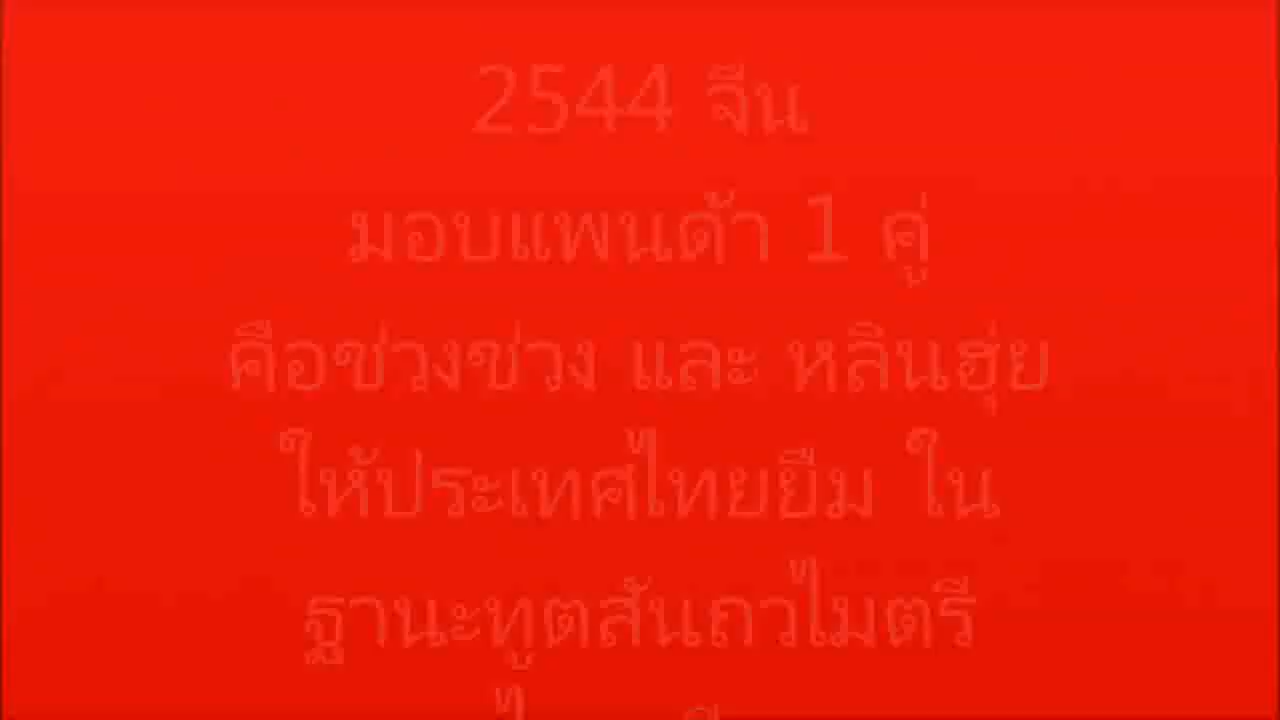 2544 จีน
มอบแพนด้า 1 คู่
คือช่วงช่วง และ หลินฮุ่ย
ให้ประเทศไทยยืม ใน
ฐานะทูตสันถวไมตรี